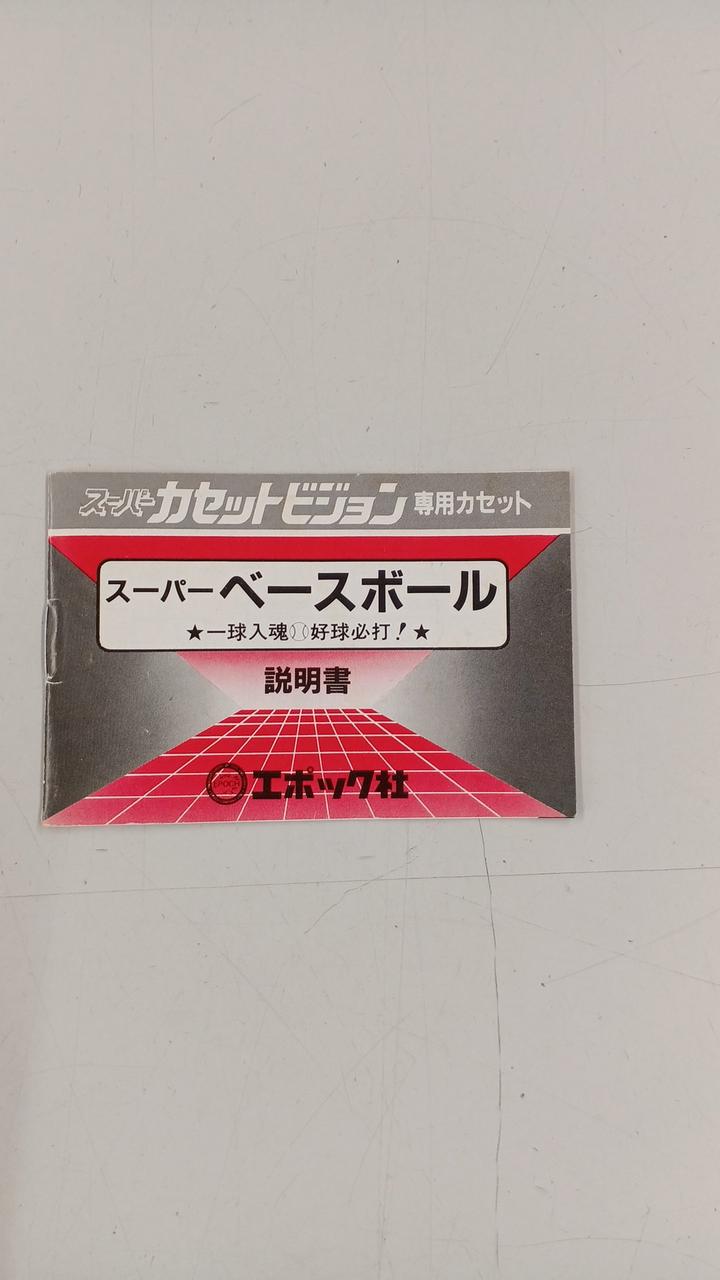 スーパーカセットビジョン専用カセット
スーパーベースボール
★一球入魂⚾好球必打!★
説明書
EPOCH エポック社